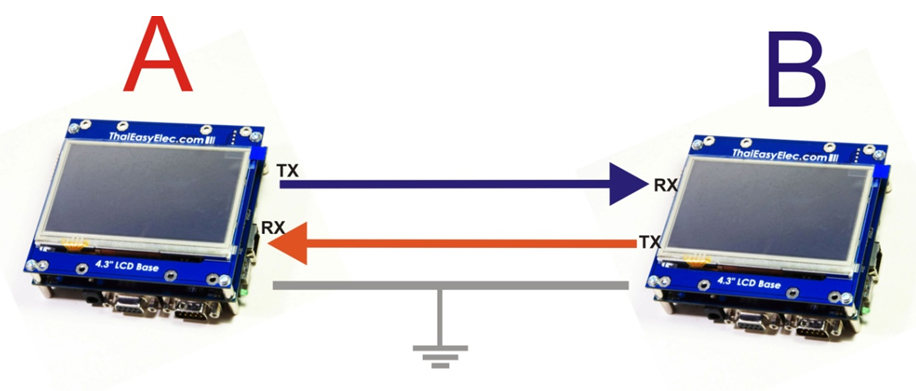 A
B
ThaiEasyElec.com
4.3" LCD Base
TX
RX
RX
TX
ThaiEasyElec.com
4.3" LCD Base